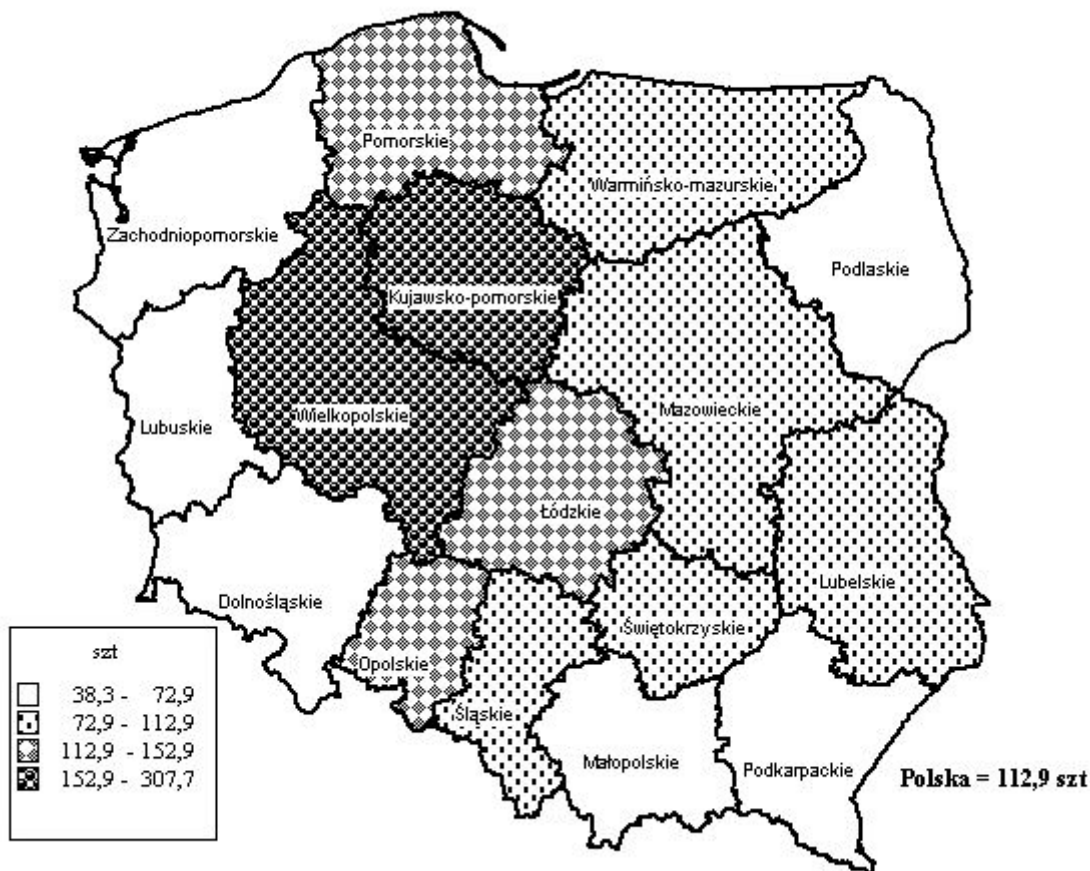 Pomorskie
Warmińsko-mazurskie
Zachodniopomorskie
Podlaskie
Kujawsko-pomorskie
Wielkopolskie
Mazowieckie
Lubuskie
Łódzkie
Lubelskie
Dolnośląskie
Świętokrzyskie
Opolskie
Śląskie
Małopolskie
Podkarpackie
szt
38,3 - 72,9
72,9 - 112,9
112,9 - 152,9
152,9 - 307,7
Polska = 112,9 szt